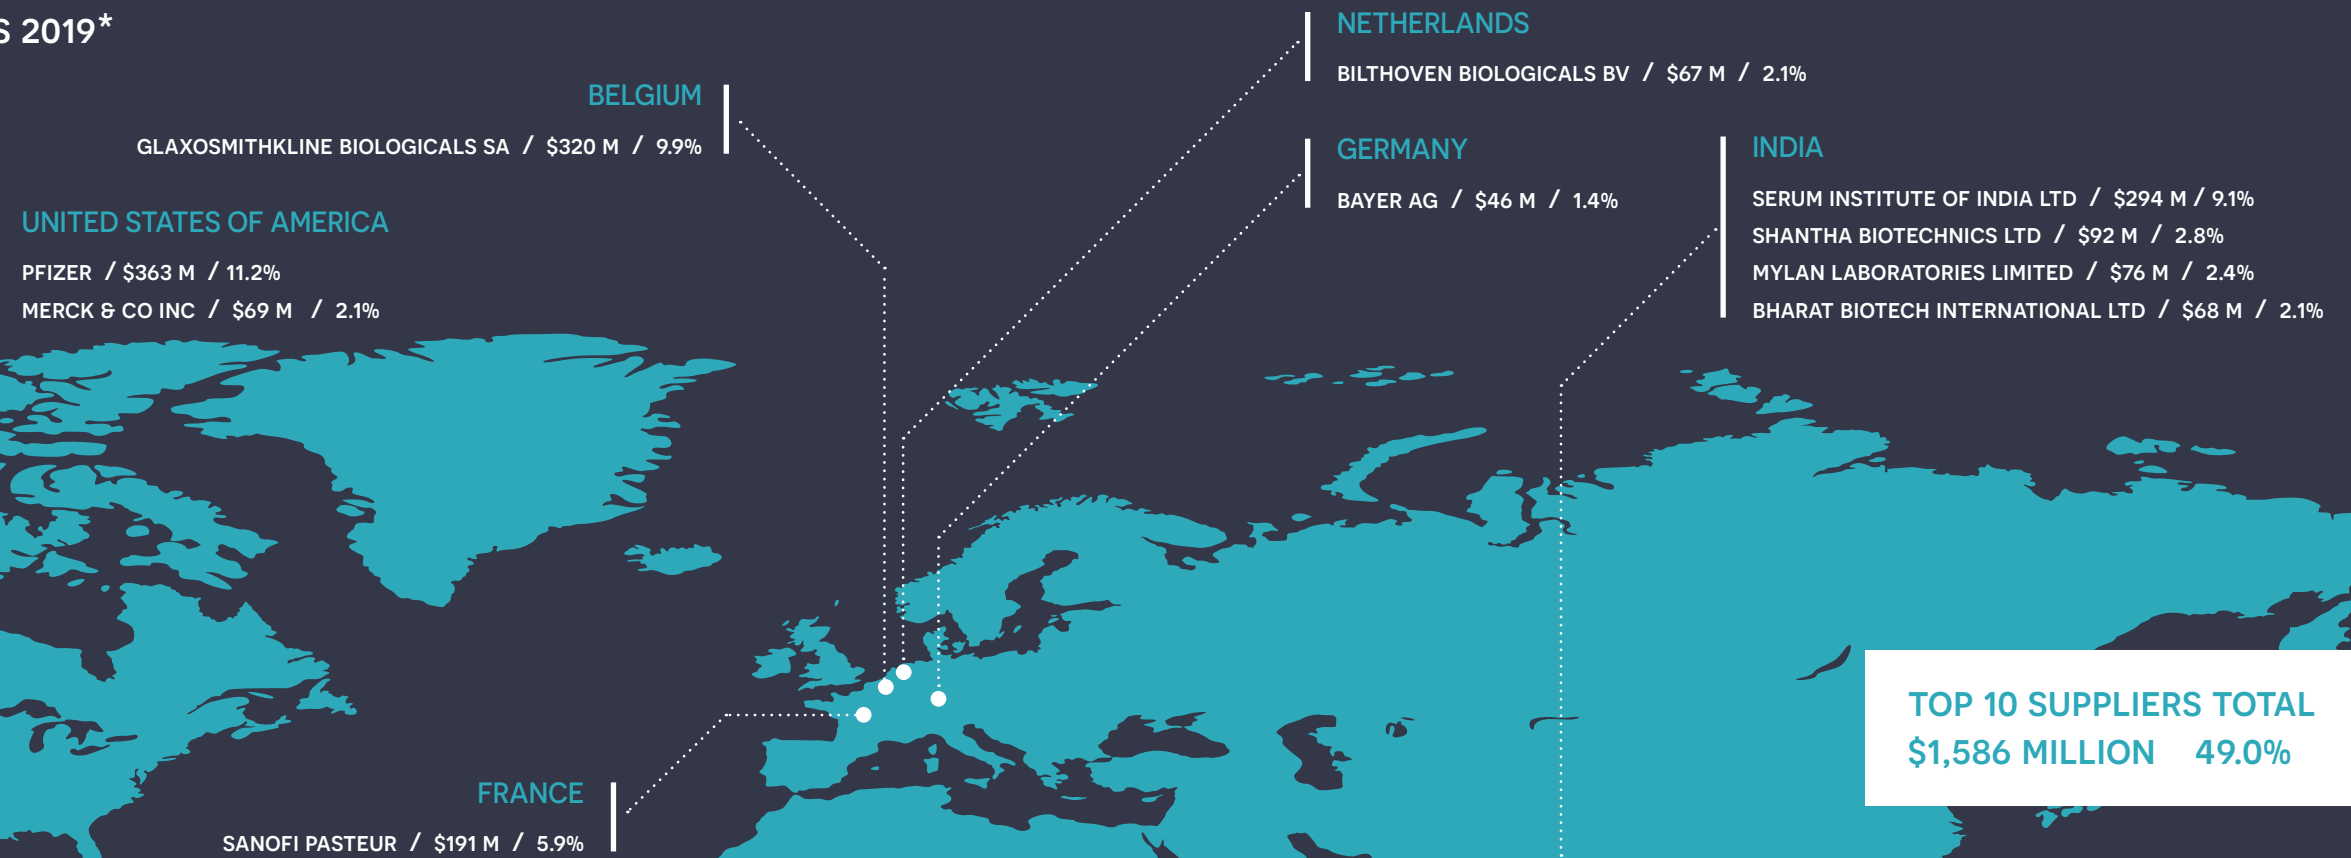 S 2019*
NETHERLANDS
BILTHOVEN BIOLOGICALS BV / $67 M / 2.1%
BELGIUM
GLAXOSMITHKLINE BIOLOGICALS SA / $320 M / 9.9%
GERMANY
BAYER AG / $46 M / 1.4%
INDIA
SERUM INSTITUTE OF INDIA LTD / $294 M / 9.1%
SHANTHA BIOTECHNICS LTD / $92 M / 2.8%
MYLAN LABORATORIES LIMITED / $76 M / 2.4%
BHARAT BIOTECH INTERNATIONAL LTD / $68 M / 2.1%
UNITED STATES OF AMERICA
PFIZER / $363 M / 11.2%
MERCK & CO INC / $69 M / 2.1%
TOP 10 SUPPLIERS TOTAL
$1,586 MILLION 49.0%
FRANCE
SANOFI PASTEUR / $191 M / 5.9%